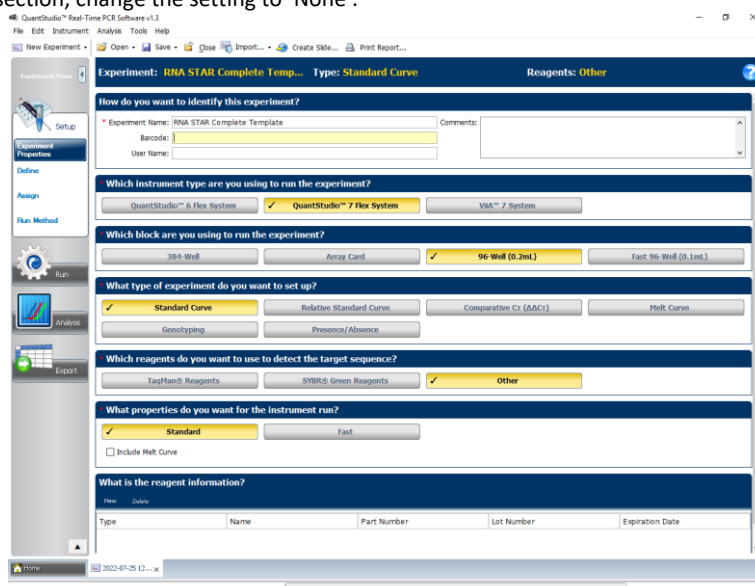 section, change the setting to 'None'.
QuantStudio™ Real-Time PCR Software v1.3
File Edit Instrument Analysis Tools Help
New Experiment Open Save Close Import... Create Slide... Print Report...
Experiment Menu
Experiment: RNA STAR Complete Temp... Type: Standard Curve Reagents: Other
How do you want to identify this experiment?
* Experiment Name: RNA STAR Complete Template Comments:
Barcode:
User Name:
Setup
Experiment Properties
Define
Assign
Run Method
Run
Analysis
Export
* Which instrument type are you using to run the experiment?
QuantStudio™ 6 Flex System ✓ QuantStudio™ 7 Flex System ViiA™ 7 System
* Which block are you using to run the experiment?
384-Well Array Card ✓ 96-Well (0.2mL) Fast 96-Well (0.1mL)
* What type of experiment do you want to set up?
✓ Standard Curve Relative Standard Curve Comparative CT (ΔΔCT) Melt Curve
Genotyping Presence/Absence
* Which reagents do you want to use to detect the target sequence?
TaqMan® Reagents SYBR® Green Reagents ✓ Other
* What properties do you want for the instrument run?
✓ Standard Fast
Include Melt Curve
What is the reagent information?
New Delete
Type Name Part Number Lot Number Expiration Date
Home 2022-07-25 12... x